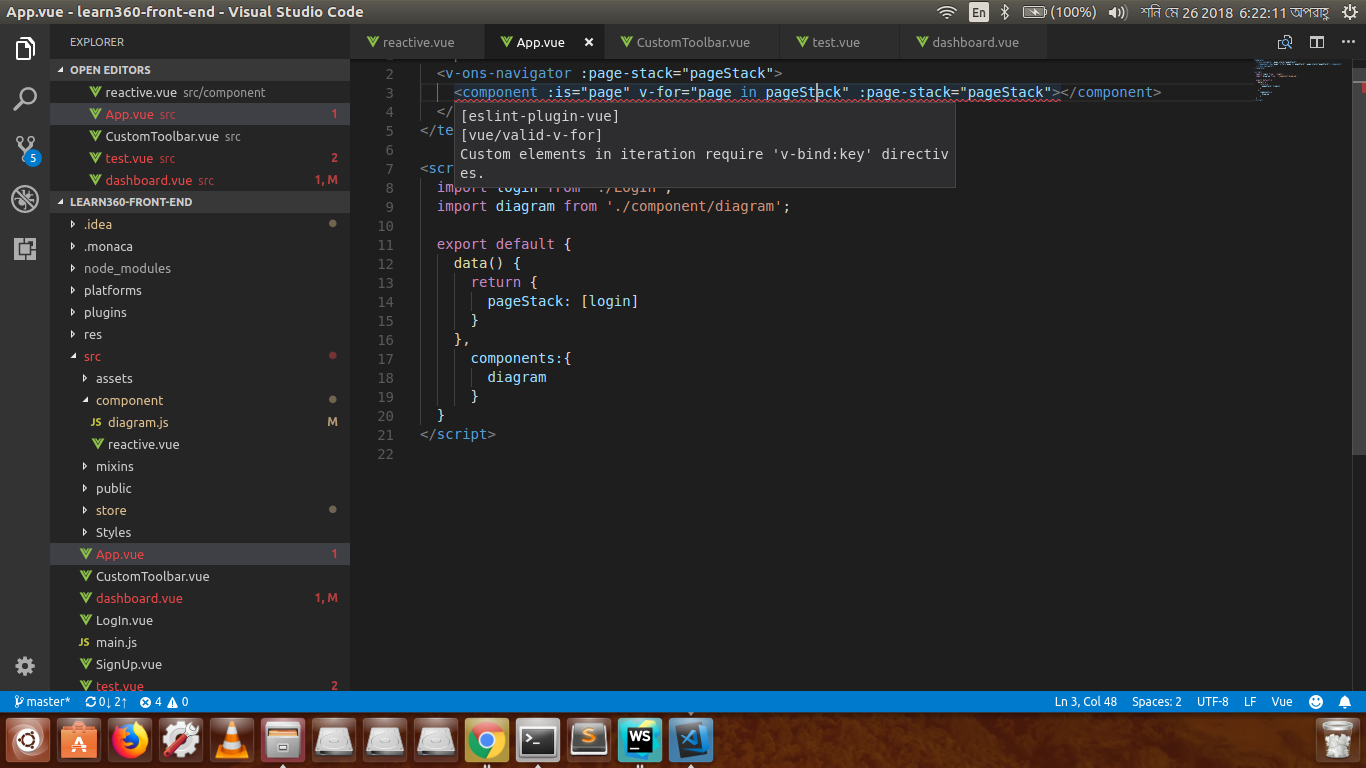 App.vue - learn360-front-end - Visual Studio Code
En
(100%)
শনি মে 26 2018 6:22:11 অপরাহ্ণ
EXPLORER
OPEN EDITORS
reactive.vue src/component
App.vue src 1
CustomToolbar.vue src
test.vue src 2
dashboard.vue src 1, M
5
LEARN360-FRONT-END
.idea
.monaca
node_modules
platforms
plugins
res
src
assets
component
JS diagram.js M
reactive.vue
mixins
public
store
Styles
App.vue 1
CustomToolbar.vue
dashboard.vue 1, M
LogIn.vue
JS main.js
SignUp.vue
test.vue 2
reactive.vue
App.vue ×
CustomToolbar.vue
test.vue
dashboard.vue
2 <v-ons-navigator :page-stack="pageStack">
3 <component :is="page" v-for="page in pageStack" :page-stack="pageStack"></component>
4 </
5 </te
6
7 <scr
[eslint-plugin-vue]
[vue/valid-v-for]
Custom elements in iteration require 'v-bind:key' directiv
es.
8 import login from './Login';
9 import diagram from './component/diagram';
10
11 export default {
12 data() {
13 return {
14 pageStack: [login]
15 }
16 },
17 components:{
18 diagram
19 }
20 }
21 </script>
22
master* 0↓ 2↑ 4 0
Ln 3, Col 48 Spaces: 2 UTF-8 LF Vue
A
S
WS